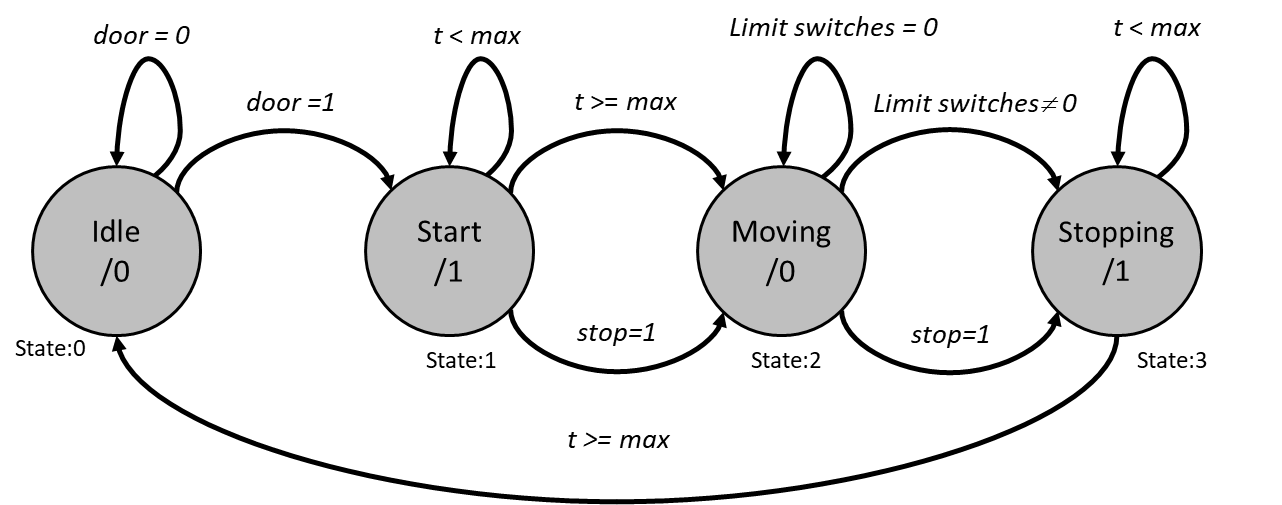 door = 0
t < max
Limit switches = 0
t < max
door =1
t >= max
Limit switches≠0
Idle
/0
Start
/1
Moving
/0
Stopping
/1
stop=1
stop=1
State:0
State:1
State:2
State:3
t >= max